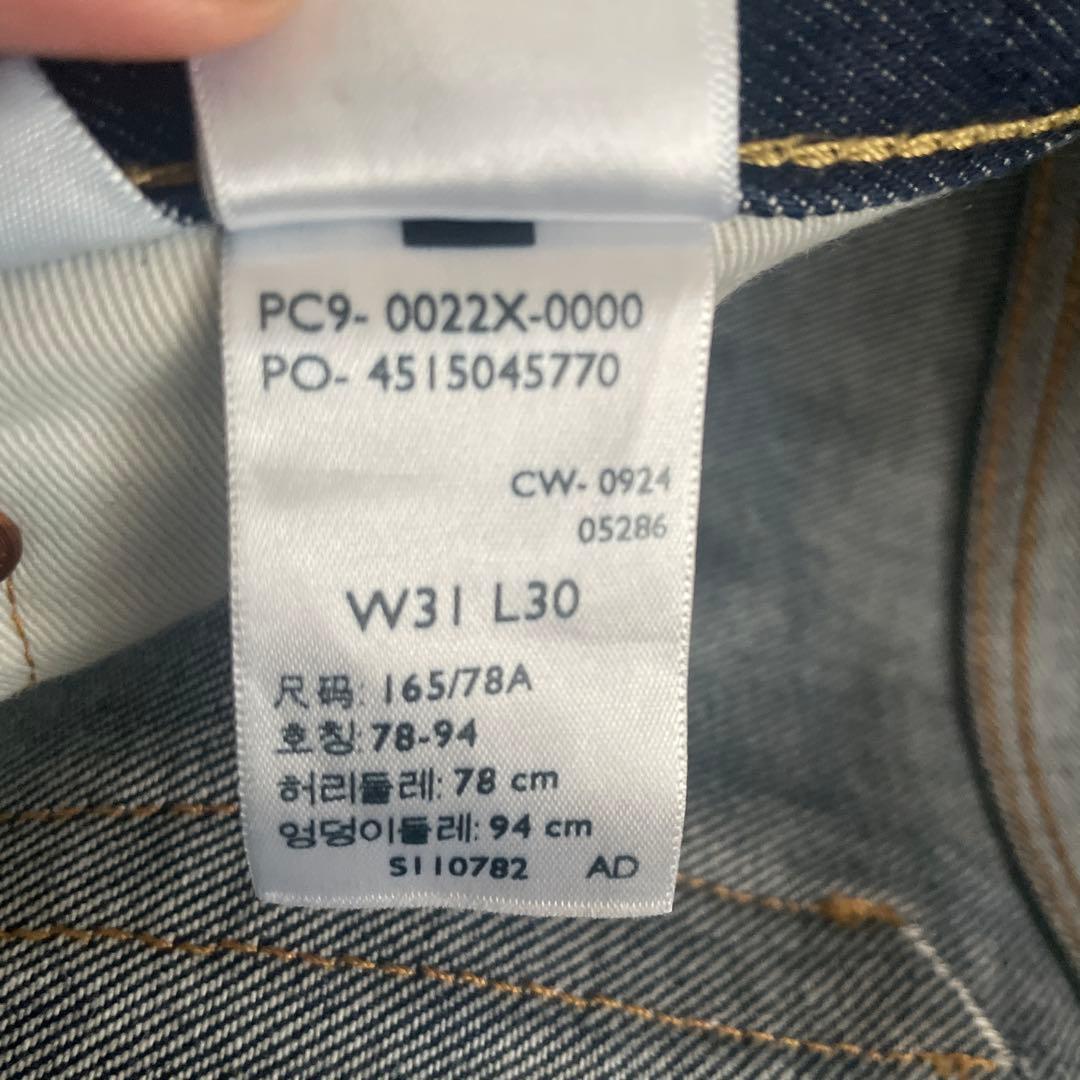 PC9- 0022X-0000
PO- 4515045770
CW- 0924
05286
W31 L30
尺码: 165/78A
호칭: 78-94
허리둘레: 78 cm
엉덩이둘레: 94 cm
S110782 AD